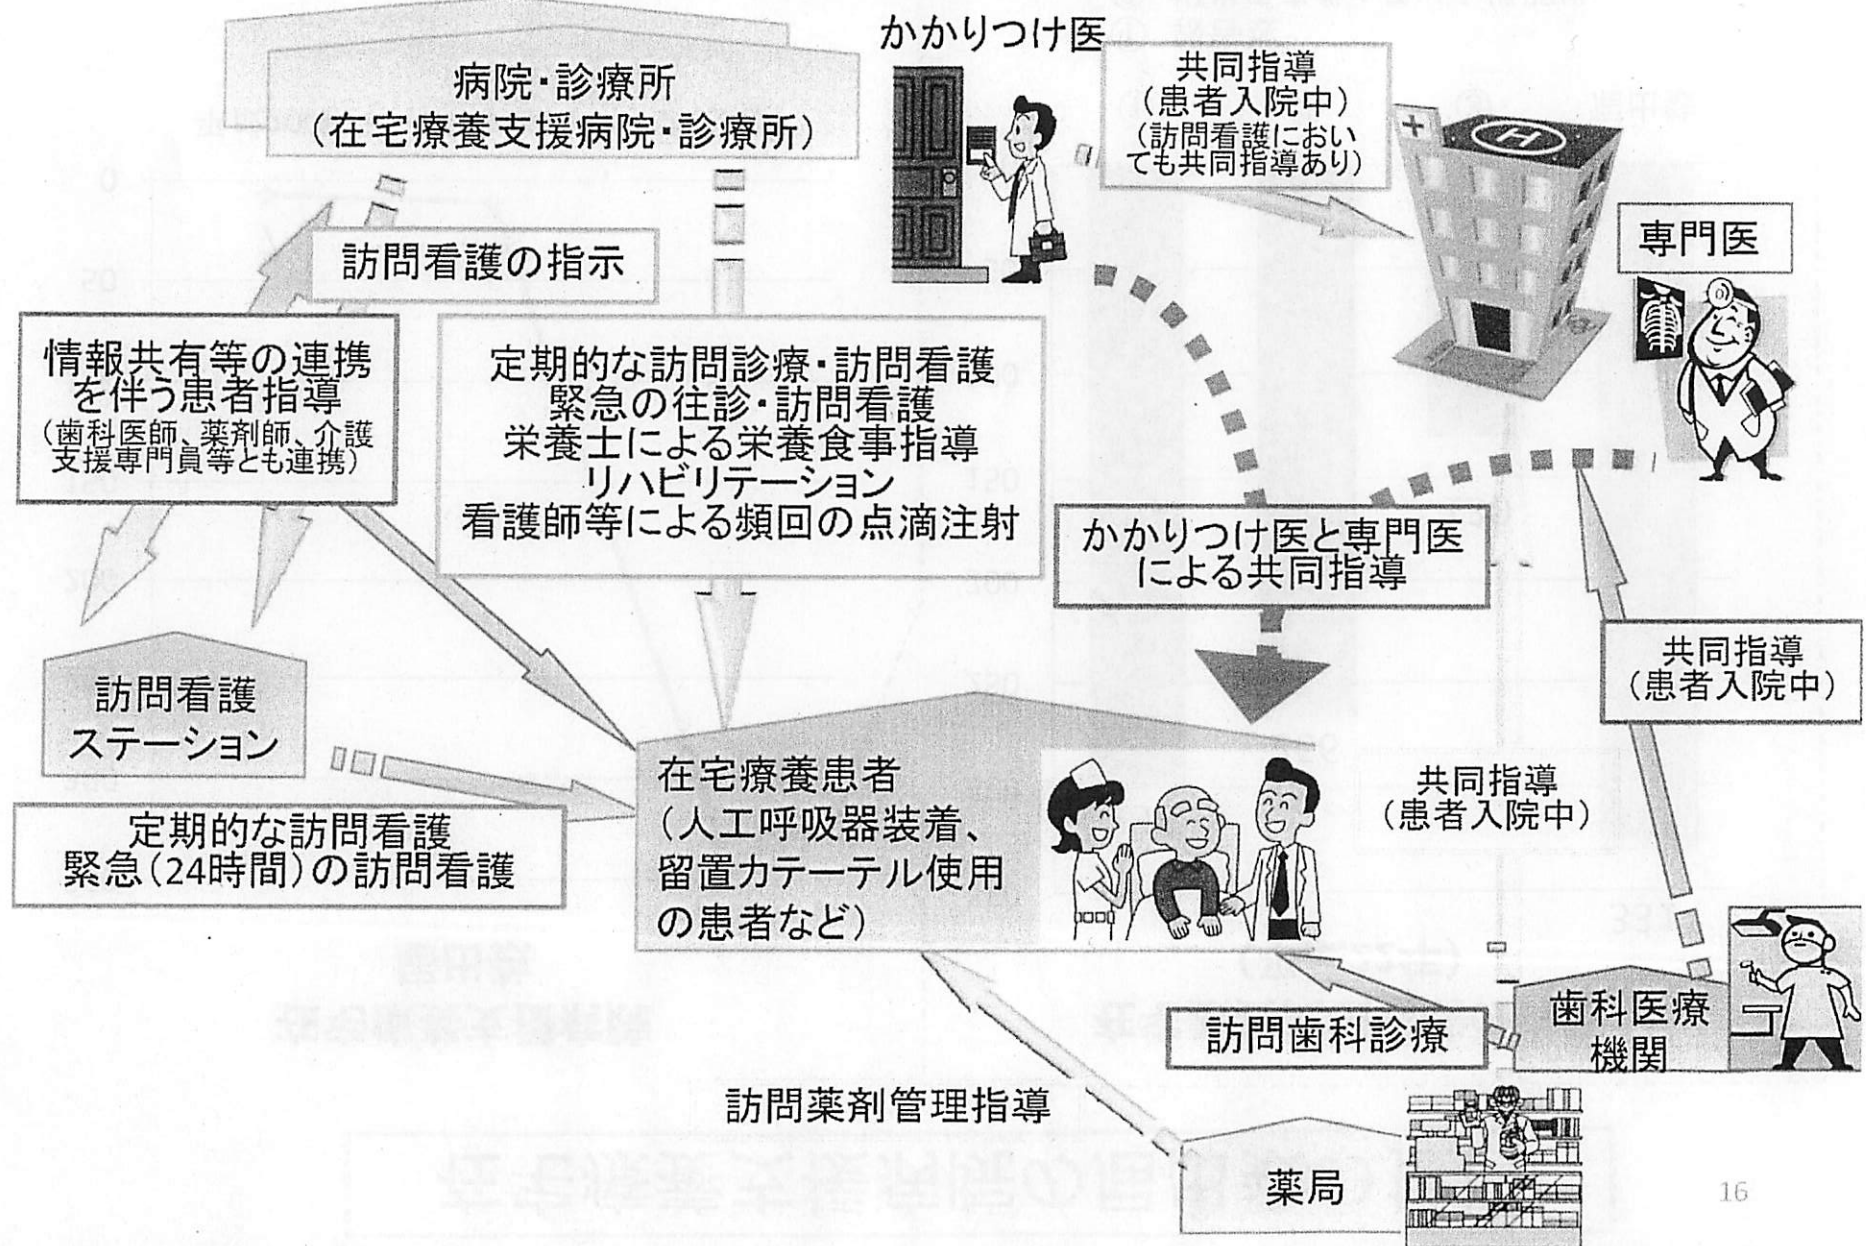 かかりつけ医
病院・診療所
（在宅療養支援病院・診療所）
共同指導
（患者入院中）
（訪問看護におい
ても共同指導あり）
専門医
訪問看護の指示
情報共有等の連携
を伴う患者指導
（歯科医師、薬剤師、介護
支援専門員等とも連携）
定期的な訪問診療・訪問看護
緊急の往診・訪問看護
栄養士による栄養食事指導
リハビリテーション
看護師等による頻回の点滴注射
かかりつけ医と専門医
による共同指導
共同指導
（患者入院中）
訪問看護
ステーション
定期的な訪問看護
緊急（24時間）の訪問看護
在宅療養患者
（人工呼吸器装着、
留置カテーテル使用
の患者など）
共同指導
（患者入院中）
訪問歯科診療
歯科医療
機関
訪問薬剤管理指導
薬局
16